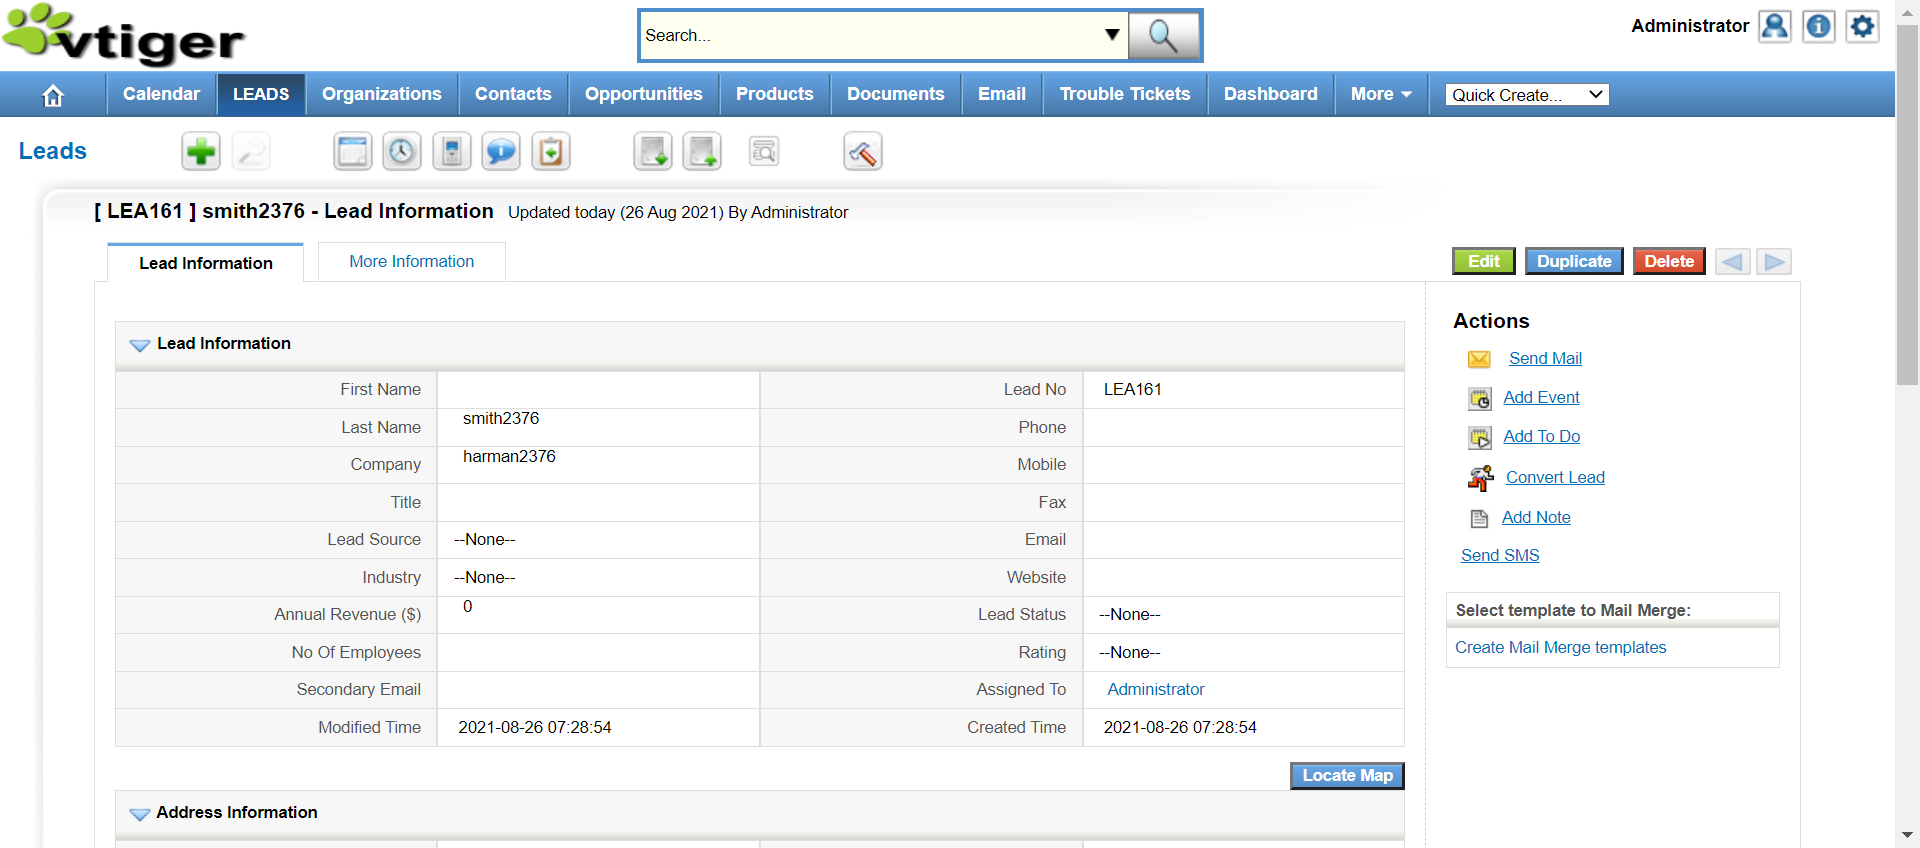 vtiger
Search...
Administrator
Calendar LEADS Organizations Contacts Opportunities Products Documents Email Trouble Tickets Dashboard More Quick Create...
Leads
[ LEA161 ] smith2376 - Lead Information Updated today (26 Aug 2021) By Administrator
Lead Information More Information
Edit Duplicate Delete
Lead Information
First Name Lead No LEA161
Last Name smith2376 Phone
Company harman2376 Mobile
Title Fax
Lead Source --None-- Email
Industry --None-- Website
Annual Revenue ($) 0 Lead Status --None--
No Of Employees Rating --None--
Secondary Email Assigned To Administrator
Modified Time 2021-08-26 07:28:54 Created Time 2021-08-26 07:28:54
Locate Map
Address Information
Actions
Send Mail
Add Event
Add To Do
Convert Lead
Add Note
Send SMS
Select template to Mail Merge:
Create Mail Merge templates